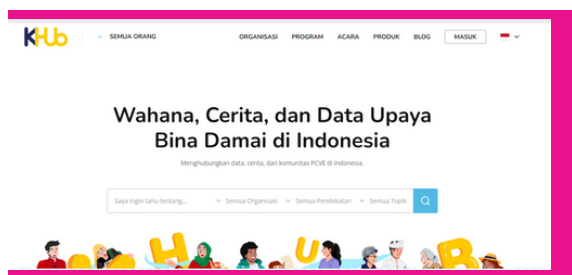 KHub
SEMUA ORANG
ORGANISASI PROGRAM ACARA PRODUK BLOG MASUK
Wahana, Cerita, dan Data Upaya
Bina Damai di Indonesia
Menghubungkan data, cerita, dan komunitas PCVE di Indonesia.
Saya ingin tahu tentang... Semua Organisasi Semua Pendekatan Semua Topik
H U B